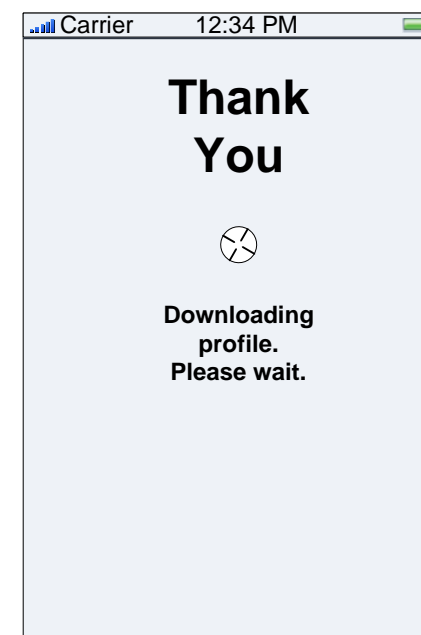 Carrier 12:34 PM
Thank
You
Downloading
profile.
Please wait.